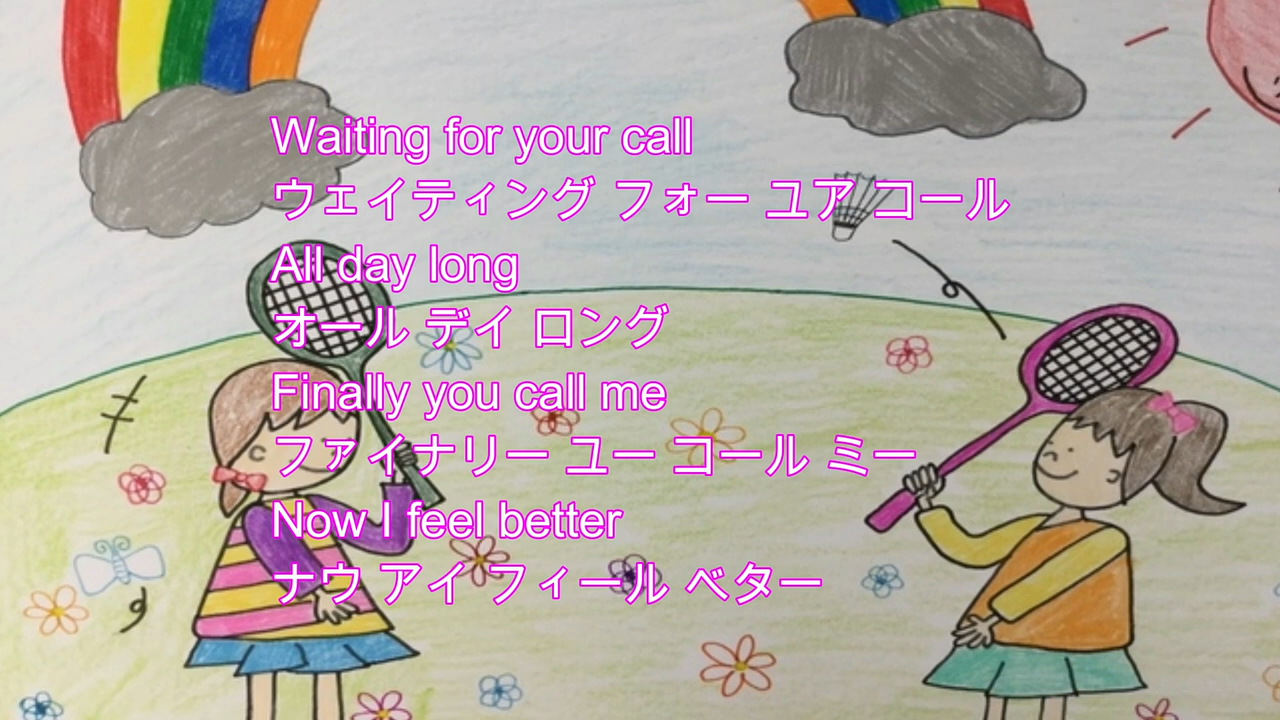 Waiting for your call
ウェイティング フォー ユア コール
All day long
オール デイ ロング
Finally you call me
ファイナリー ユー コール ミー
Now I feel better
ナウ アイ フィール ベター